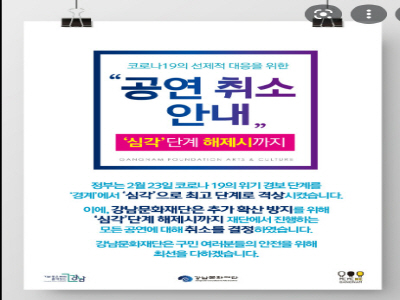 코로나19의 선제적 대응을 위한
“공연 취소
안내„
‘심각’단계 해제시까지
GANGNAM FOUNDATION ARTS & CULTURE
정부는 2월 23일 코로나 19의 위기 경보 단계를
‘경계’에서 ‘심각’으로 최고 단계로 격상시켰습니다.
이에, 강남문화재단은 추가 확산 방지를 위해
‘심각’단계 해제시까지 재단에서 진행하는
모든 공연에 대해 취소를 결정하였습니다.
강남문화재단은 구민 여러분들의 안전을 위해
최선을 다하겠습니다.
강남
강남문화재단